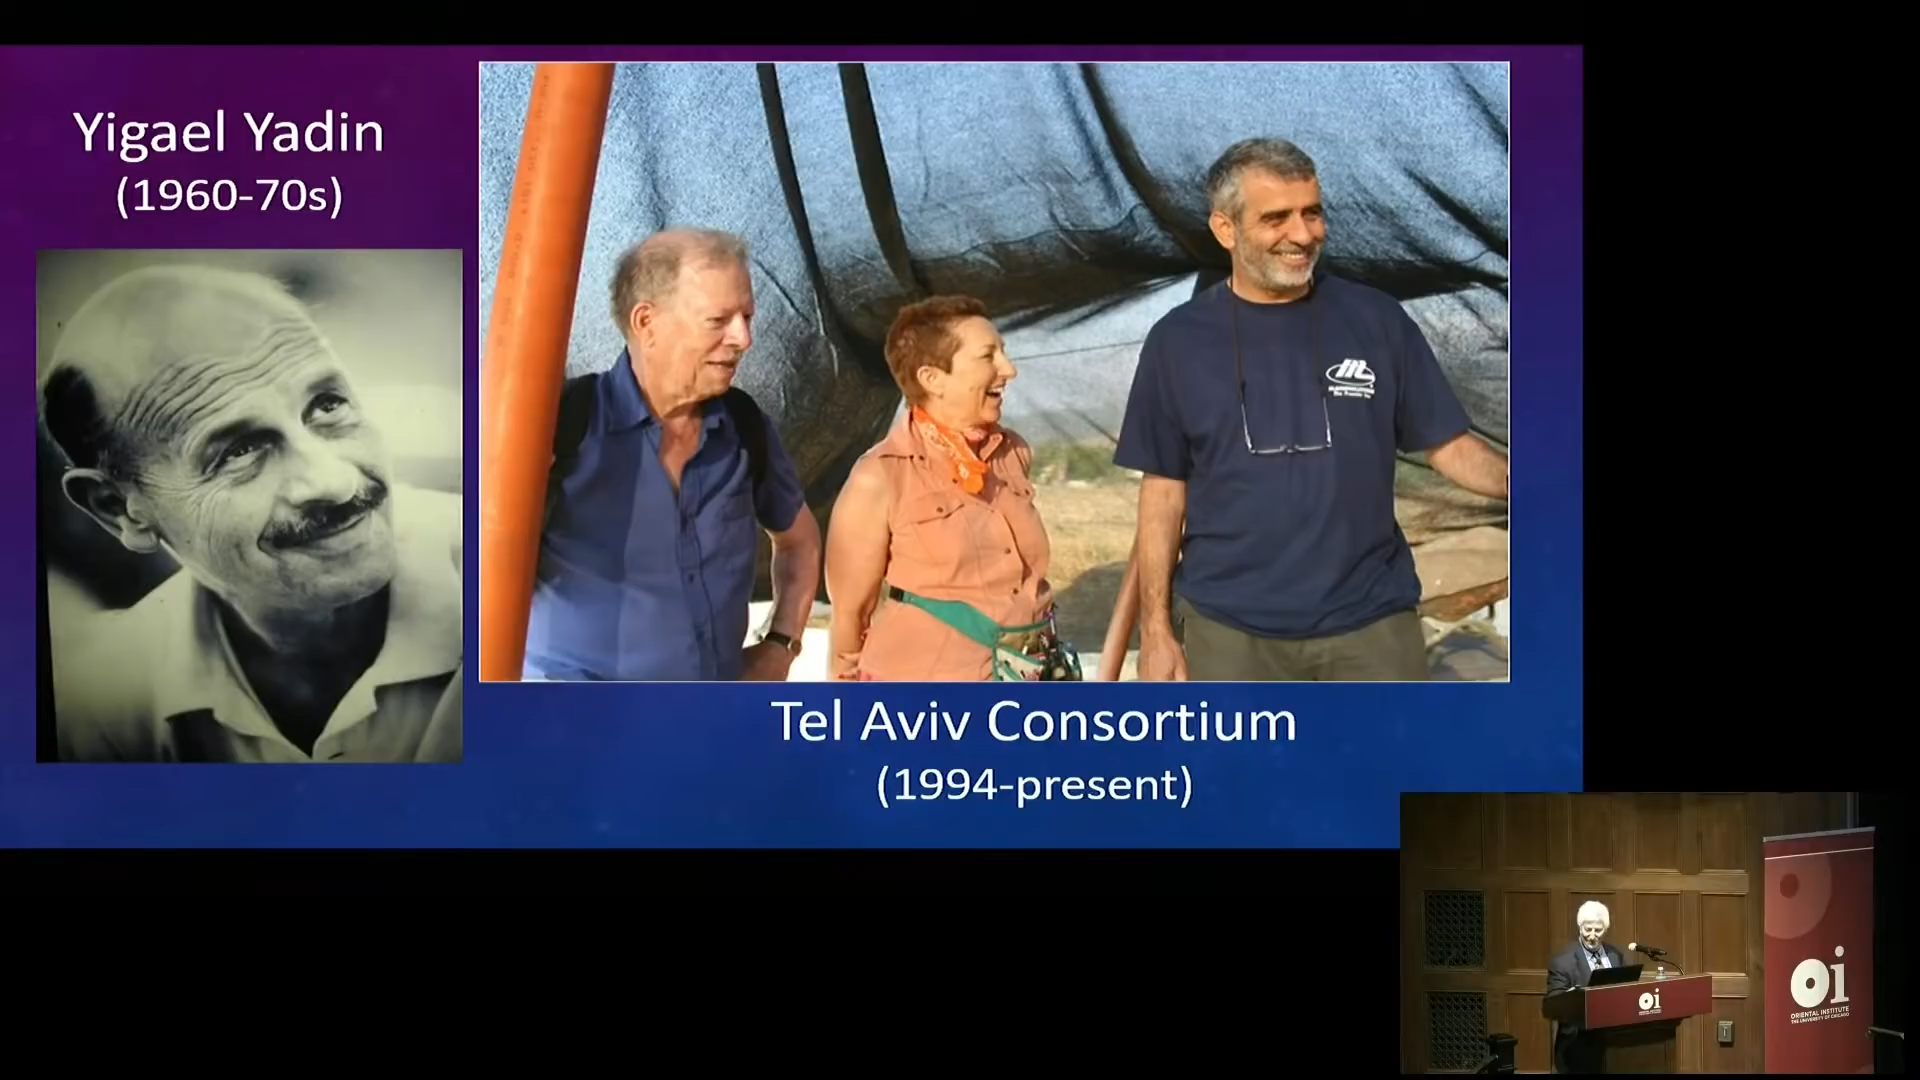 Yigael Yadin
(1960-70s)
Tel Aviv Consortium
(1994-present)
oi
oi
ORIENTAL INSTITUTE
THE UNIVERSITY OF CHICAGO